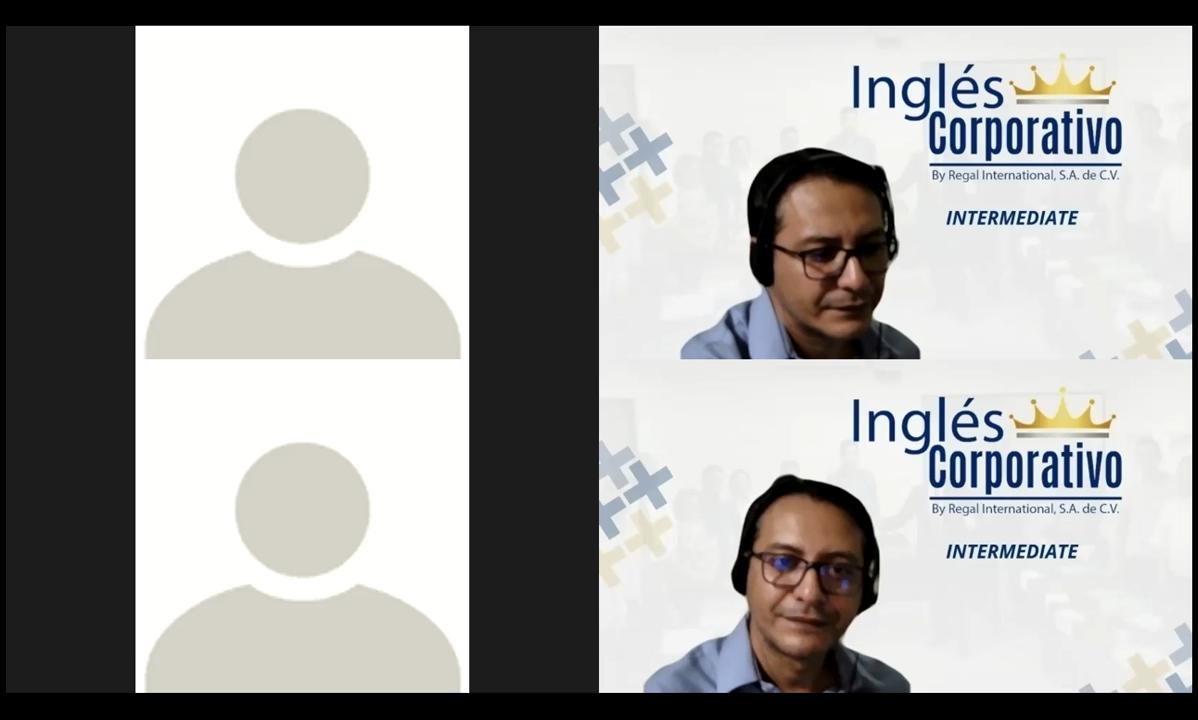 Inglés
Corporativo
By Regal International, S.A. de C.V.
INTERMEDIATE
Inglés
Corporativo
By Regal International, S.A. de C.V.
INTERMEDIATE